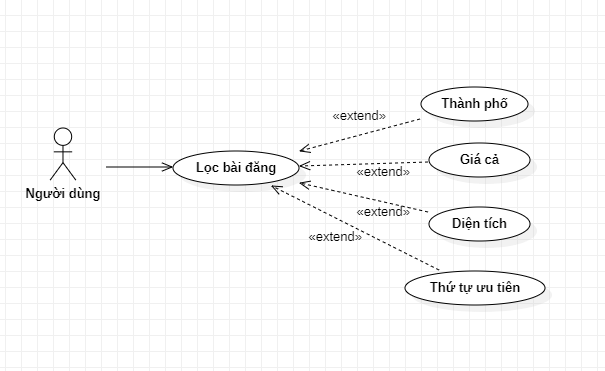 Thành phố
«extend»
Giá cả
Lọc bài đăng
«extend»
Người dùng
«extend»
Diện tích
«extend»
Thứ tự ưu tiên